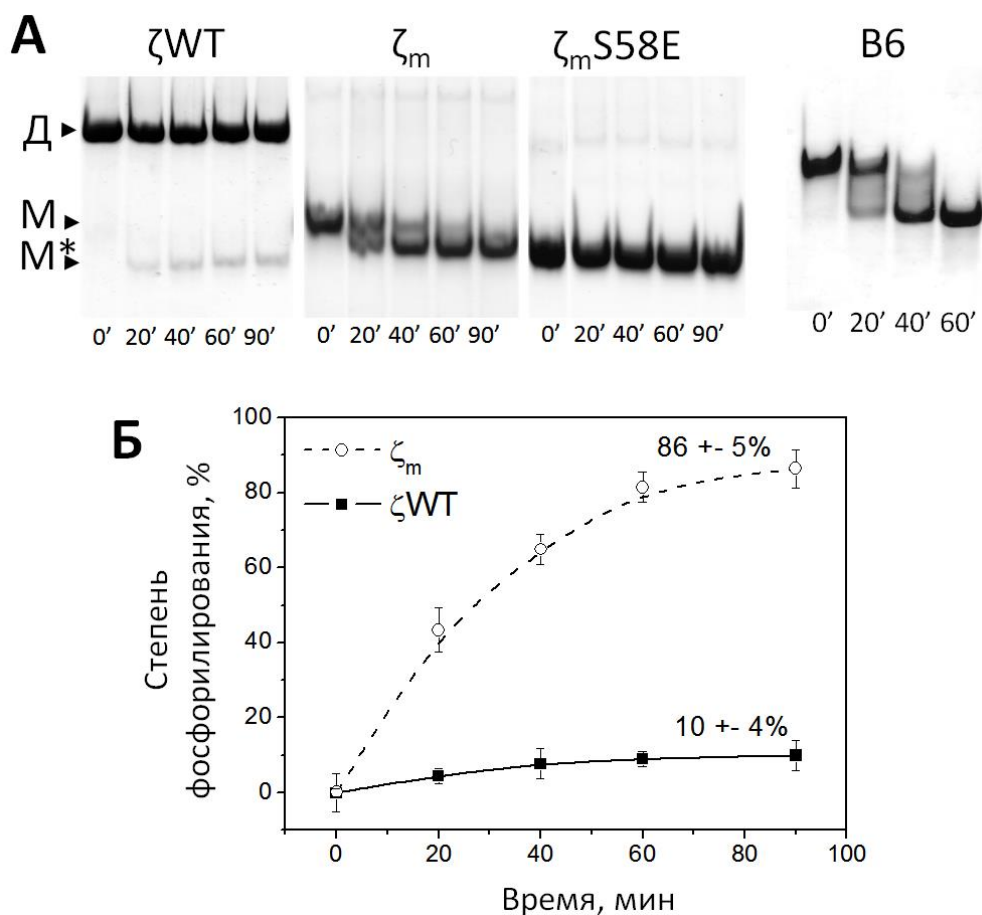 А
ζWT
ζm
ζmS58E
B6
Д
М
М*
0’ 20’ 40’ 60’ 90’
0’ 20’ 40’ 60’ 90’
0’ 20’ 40’ 60’ 90’
0’ 20’ 40’ 60’
Б
Степень
фосфорилирования, %
100
80
60
40
20
0
ζm
ζWT
86 +- 5%
10 +- 4%
0 20 40 60 80 100
Время, мин